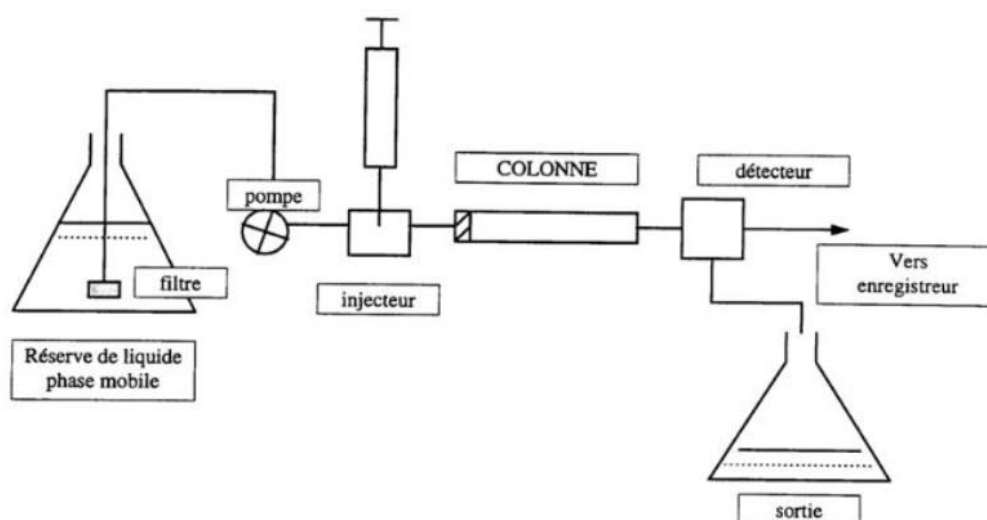 COLONNE
détecteur
pompe
filtre
injecteur
Vers
enregistreur
Réserve de liquide
phase mobile
sortie